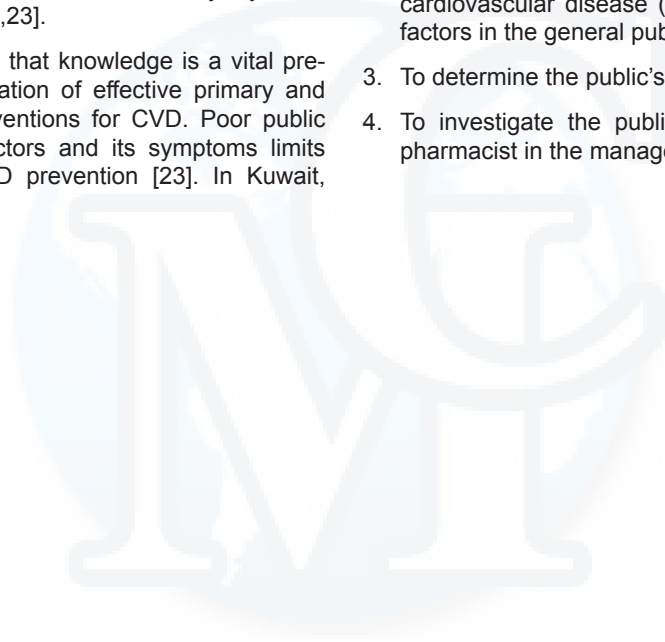 ,23].
that knowledge is a vital pre-
ation of effective primary and
ventions for CVD. Poor public
ctors and its symptoms limits
D prevention [23]. In Kuwait,
cardiovascular disease (
factors in the general pub
3. To determine the public's
4. To investigate the publi
pharmacist in the manage